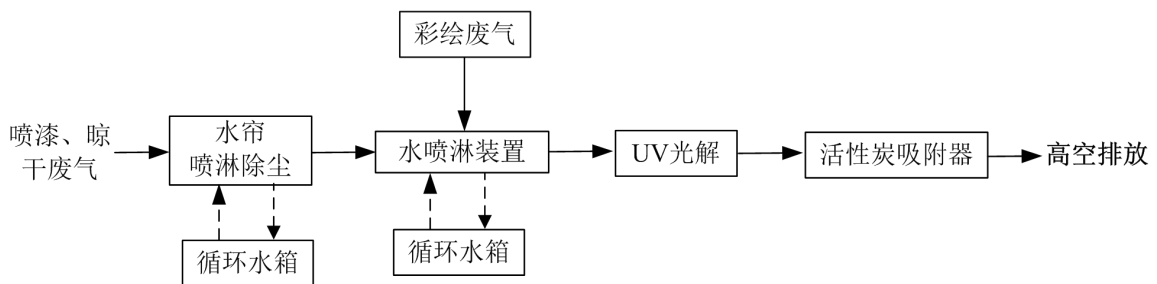 彩绘废气
喷漆、晾
干废气
水帘
喷淋除尘
水喷淋装置
UV光解
活性炭吸附器
高空排放
循环水箱
循环水箱